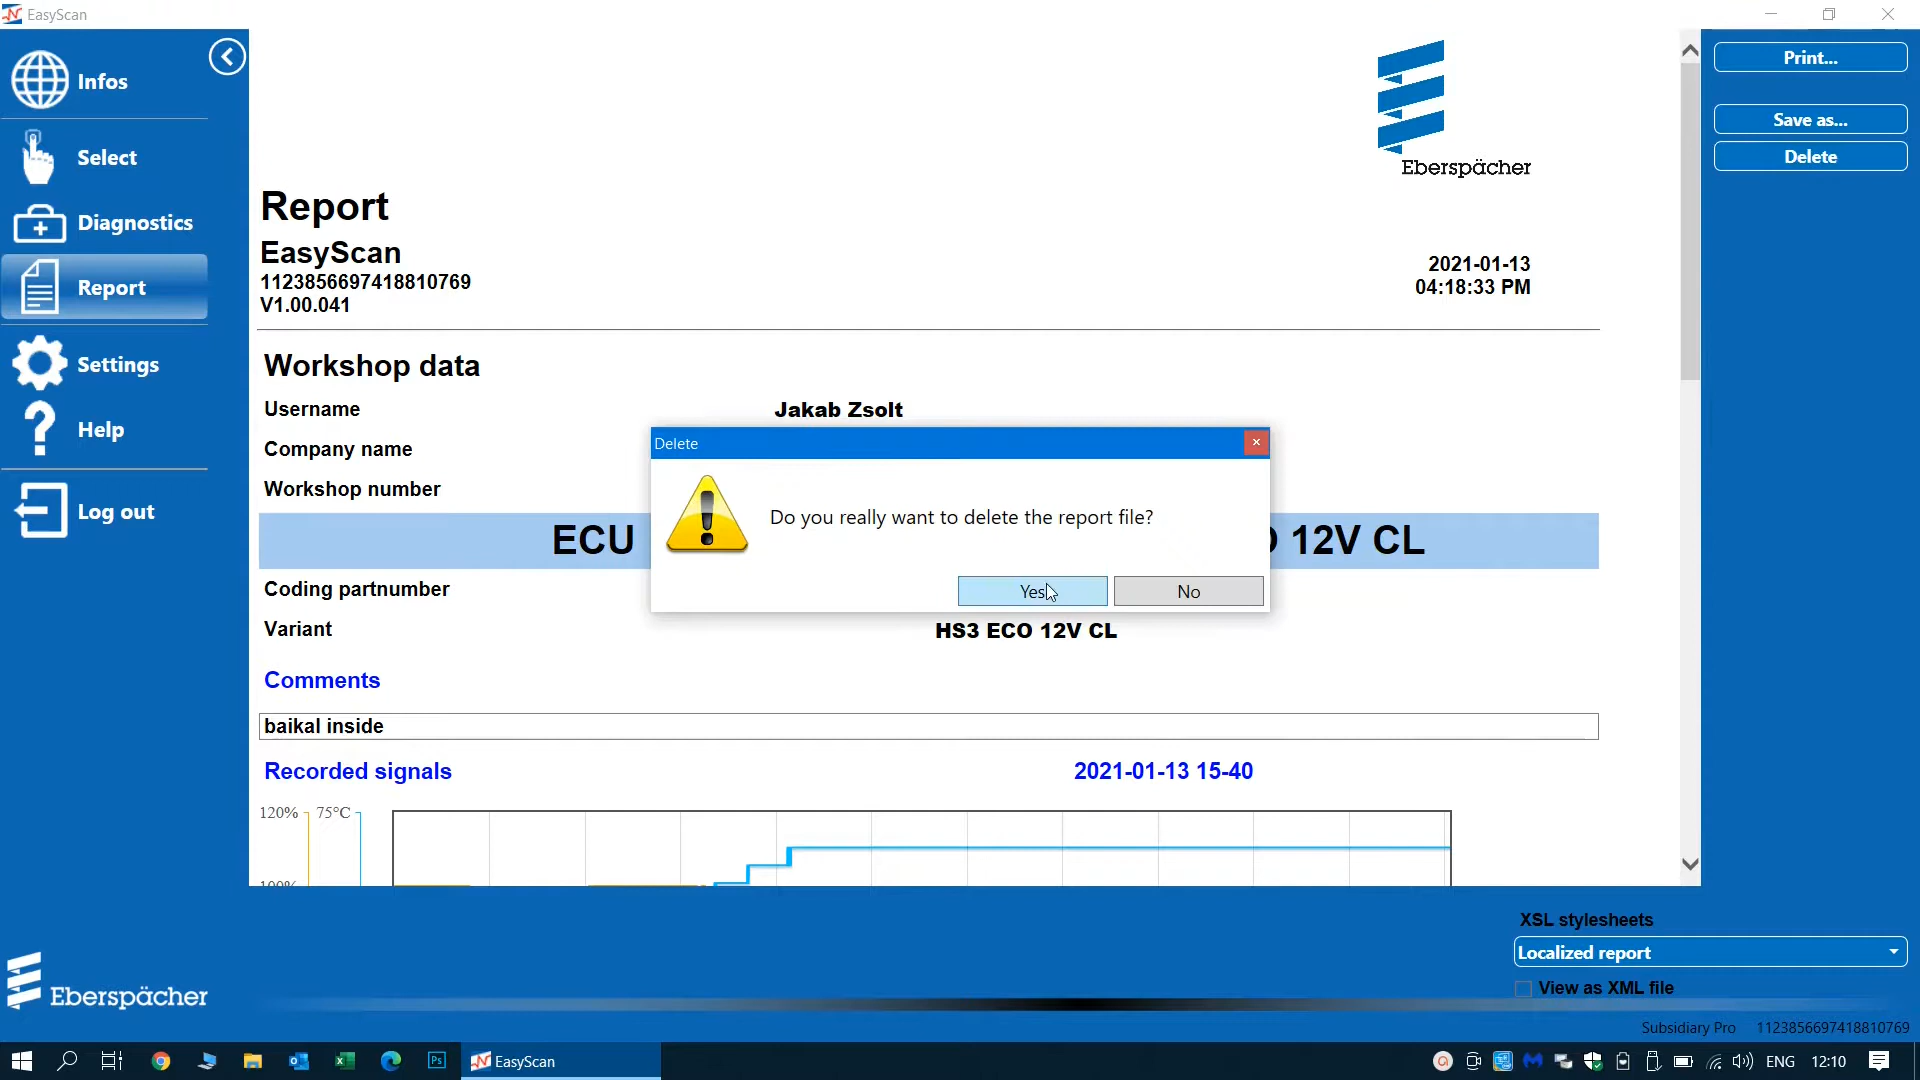 EasyScan
Infos
Select
Diagnostics
Report
Settings
Help
Log out
Eberspächer
Report
EasyScan
1123856697418810769
V1.00.041
2021-01-13
04:18:33 PM
Workshop data
Username
Jakab Zsolt
Company name
Workshop number
ECU
12V CL
Coding partnumber
Variant
HS3 ECO 12V CL
Comments
baikal inside
Recorded signals
2021-01-13 15-40
120%
75°C
100%
Delete
Do you really want to delete the report file?
Yes
No
Print...
Save as...
Delete
XSL stylesheets
Localized report
View as XML file
Eberspächer
Subsidiary Pro 1123856697418810769
Ps
EasyScan
ENG
12:10